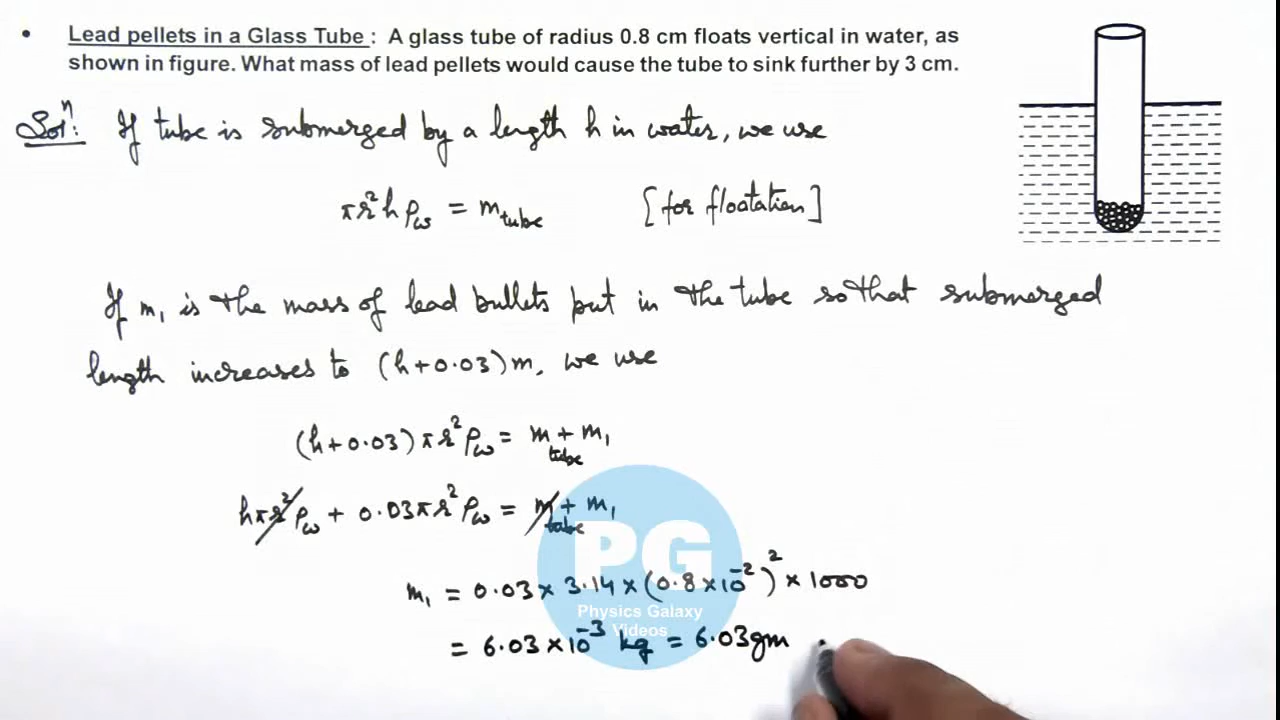 • Lead pellets in a Glass Tube : A glass tube of radius 0.8 cm floats vertical in water, as
shown in figure. What mass of lead pellets would cause the tube to sink further by 3 cm.
Solⁿ: If tube is submerged by a length h in water, we use
πr²hρw = m tube [for floatation]
If m₁ is the mass of lead bullets put in the tube so that submerged
length increases to (h+0.03)m, we use
(h+0.03)πr²ρw = m tube + m₁
hπr²ρw + 0.03πr²ρw = m tube + m₁
m₁ = 0.03 × 3.14 × (0.8×10⁻²)² × 1000
= 6.03×10⁻³ kg = 6.03gm
PG
Physics Galaxy
Videos